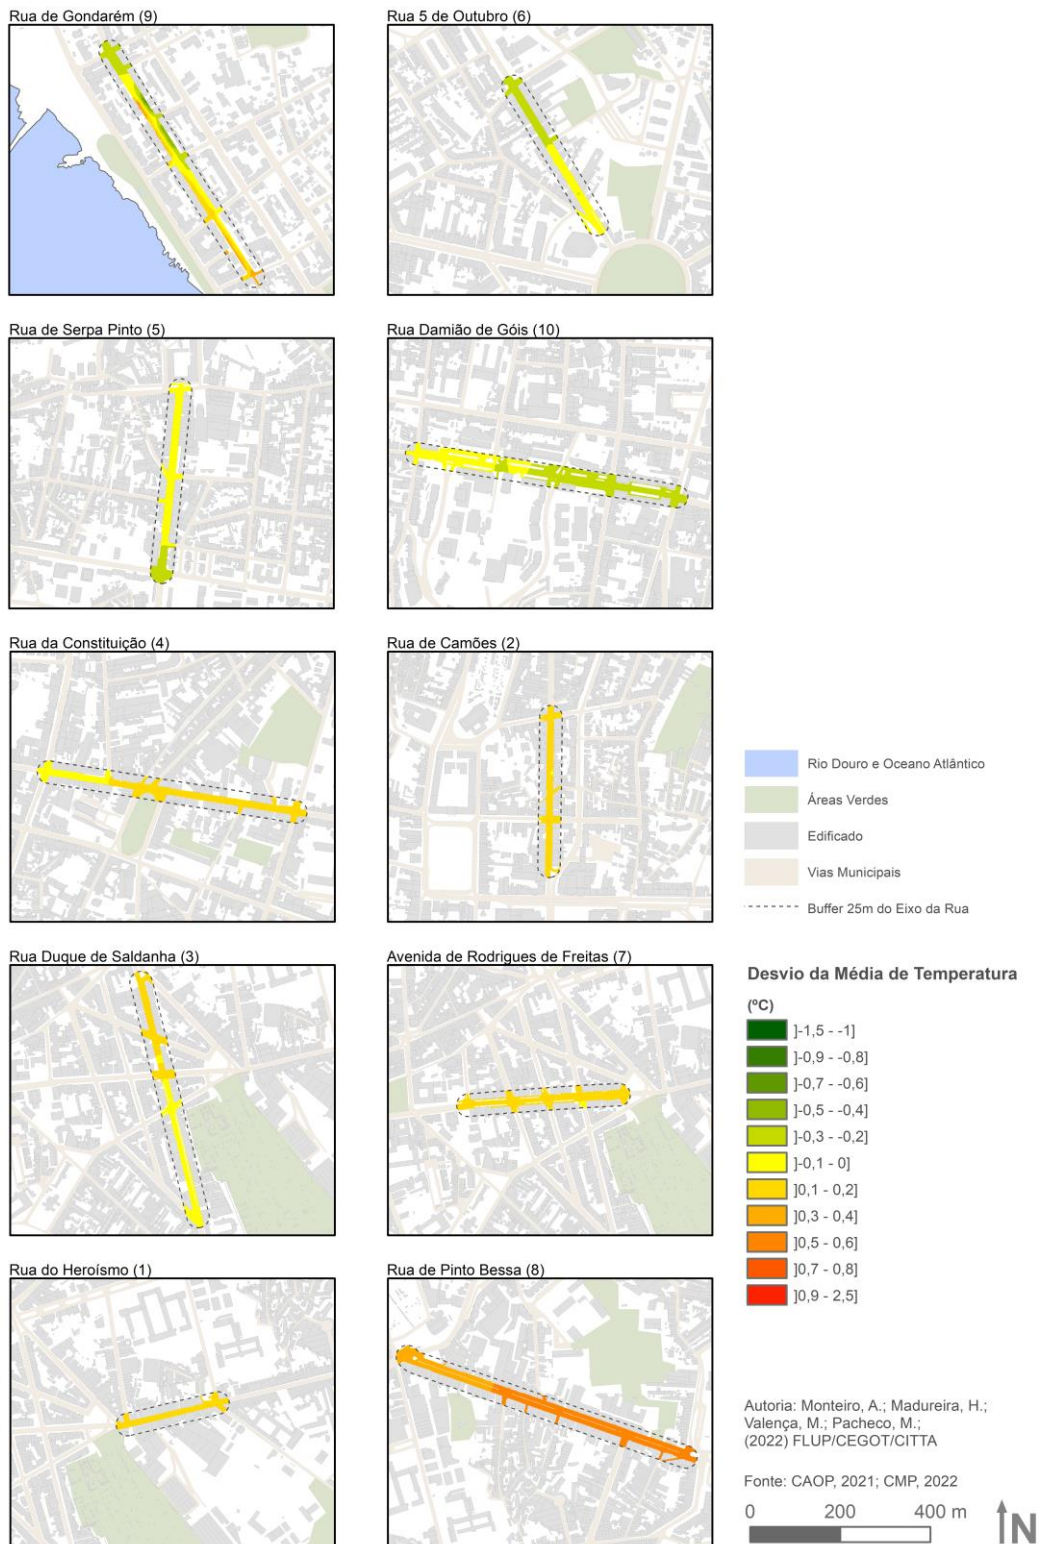 Rua de Gondarém (9)
Rua 5 de Outubro (6)
Rua de Serpa Pinto (5)
Rua Damião de Góis (10)
Rua da Constituição (4)
Rua de Camões (2)
Rua Duque de Saldanha (3)
Avenida de Rodrigues de Freitas (7)
Rua do Heroísmo (1)
Rua de Pinto Bessa (8)
Rio Douro e Oceano Atlântico
Áreas Verdes
Edificado
Vias Municipais
Buffer 25m do Eixo da Rua
Desvio da Média de Temperatura
(ºC)
]-1,5 - -1]
]-0,9 - -0,8]
]-0,7 - -0,6]
]-0,5 - -0,4]
]-0,3 - -0,2]
]-0,1 - 0]
]0,1 - 0,2]
]0,3 - 0,4]
]0,5 - 0,6]
]0,7 - 0,8]
]0,9 - 2,5]
Autoria: Monteiro, A.; Madureira, H.;
Valença, M.; Pacheco, M.;
(2022) FLUP/CEGOT/CITTA
Fonte: CAOP, 2021; CMP, 2022
0 200 400 m
N